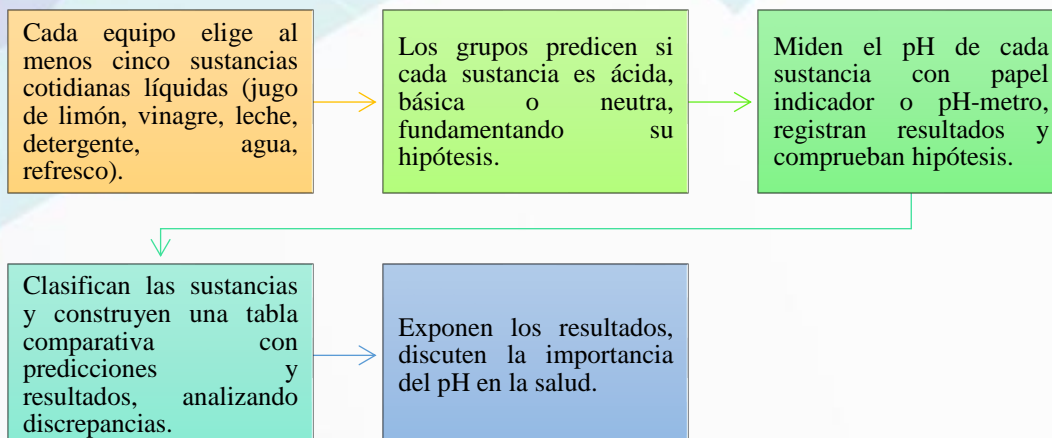 Cada equipo elige al
menos cinco sustancias
cotidianas líquidas (jugo
de limón, vinagre, leche,
detergente, agua,
refresco).
Los grupos predicen si
cada sustancia es ácida,
básica o neutra,
fundamentando su
hipótesis.
Miden el pH de cada
sustancia con papel
indicador o pH-metro,
registran resultados y
comprueban hipótesis.
Clasifican las sustancias
y construyen una tabla
comparativa con
predicciones y
resultados, analizando
discrepancias.
Exponen los resultados,
discuten la importancia
del pH en la salud.